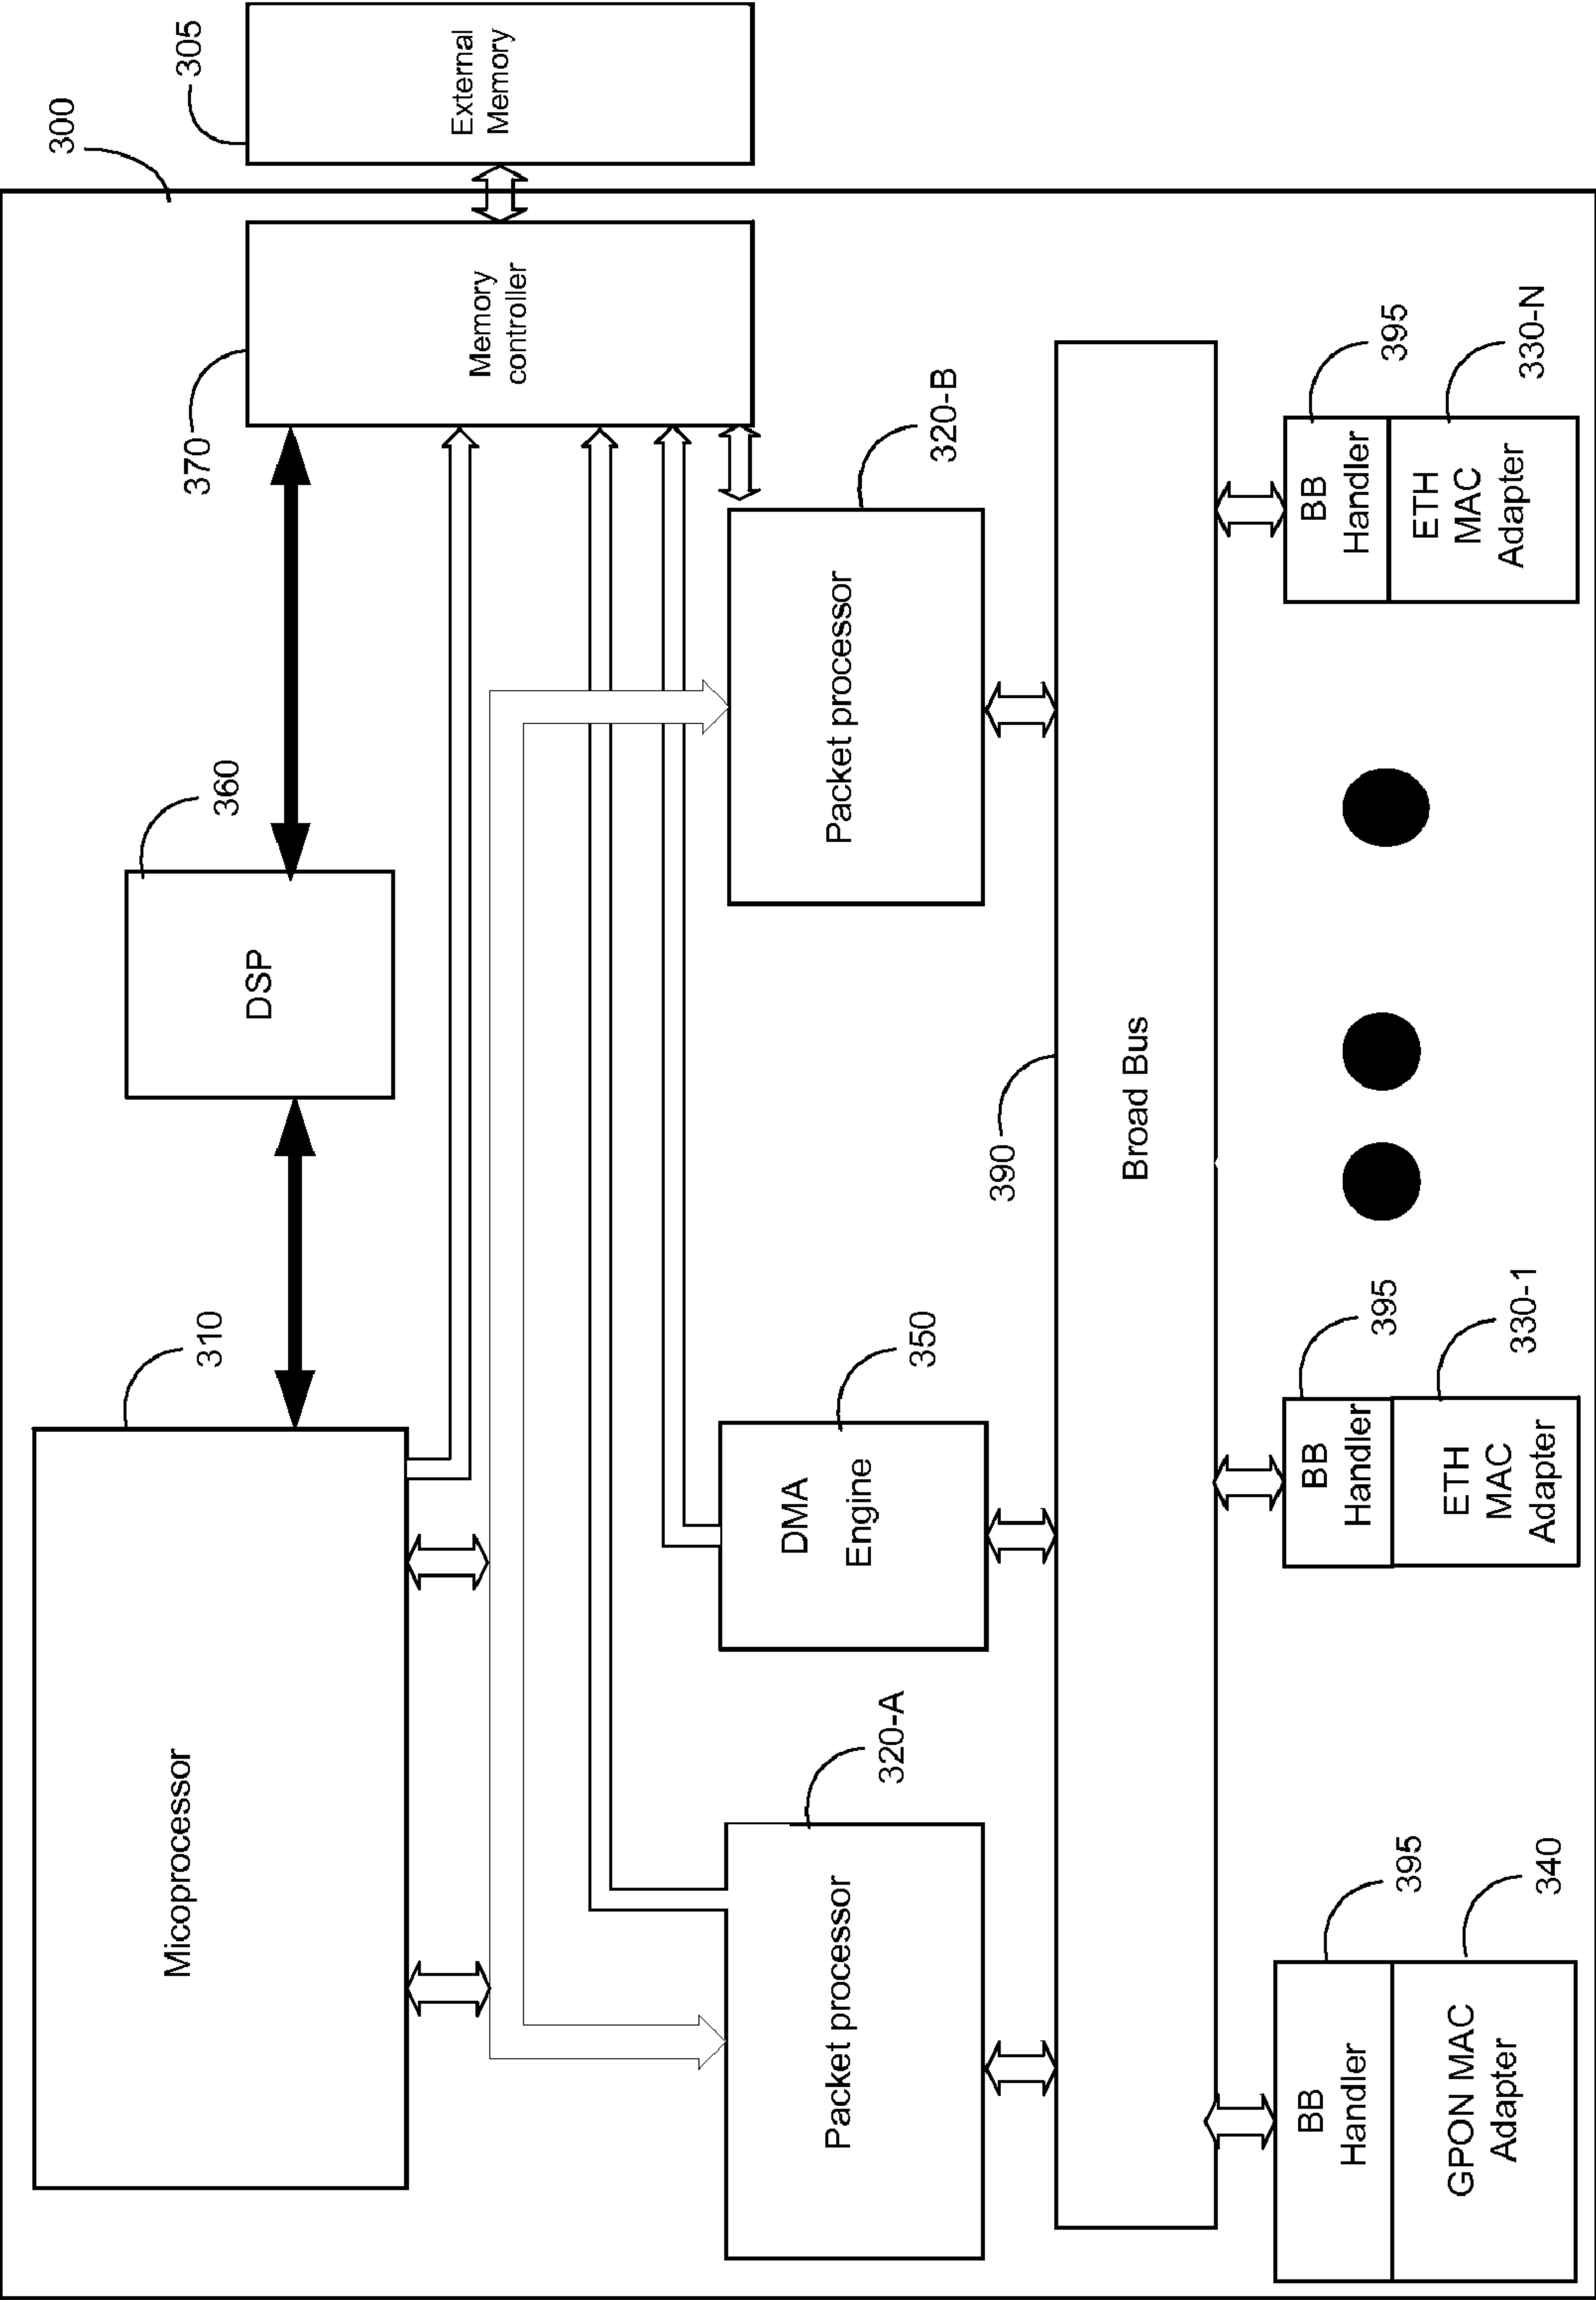 300
305
External
Memory
370
Memory
controller
360
DSP
310
Micoprocessor
320-B
Packet processor
350
DMA
Engine
320-A
Packet processor
390
Broad Bus
395
BB
Handler
340
GPON MAC
Adapter
395
BB
Handler
330-1
ETH
MAC
Adapter
395
BB
Handler
330-N
ETH
MAC
Adapter